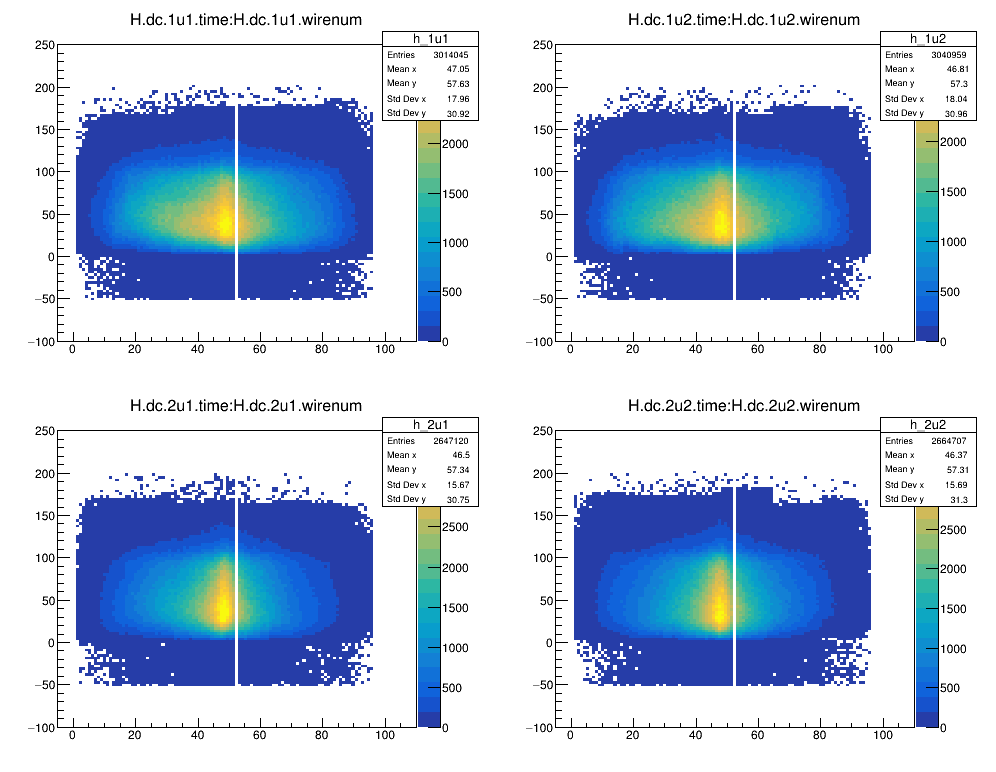 H.dc.1u1.time:H.dc.1u1.wirenum
h_1u1
Entries 3014045
Mean x 47.05
Mean y 57.63
Std Dev x 17.96
Std Dev y 30.92
250
200
150
100
50
0
−50
−100
0 20 40 60 80 100
2000
1500
1000
500
0
H.dc.1u2.time:H.dc.1u2.wirenum
h_1u2
Entries 3040959
Mean x 46.81
Mean y 57.3
Std Dev x 18.04
Std Dev y 30.96
250
200
150
100
50
0
−50
−100
0 20 40 60 80 100
2000
1500
1000
500
0
H.dc.2u1.time:H.dc.2u1.wirenum
h_2u1
Entries 2647120
Mean x 46.5
Mean y 57.34
Std Dev x 15.67
Std Dev y 30.75
250
200
150
100
50
0
−50
−100
0 20 40 60 80 100
2500
2000
1500
1000
500
0
H.dc.2u2.time:H.dc.2u2.wirenum
h_2u2
Entries 2664707
Mean x 46.37
Mean y 57.31
Std Dev x 15.69
Std Dev y 31.3
250
200
150
100
50
0
−50
−100
0 20 40 60 80 100
2500
2000
1500
1000
500
0